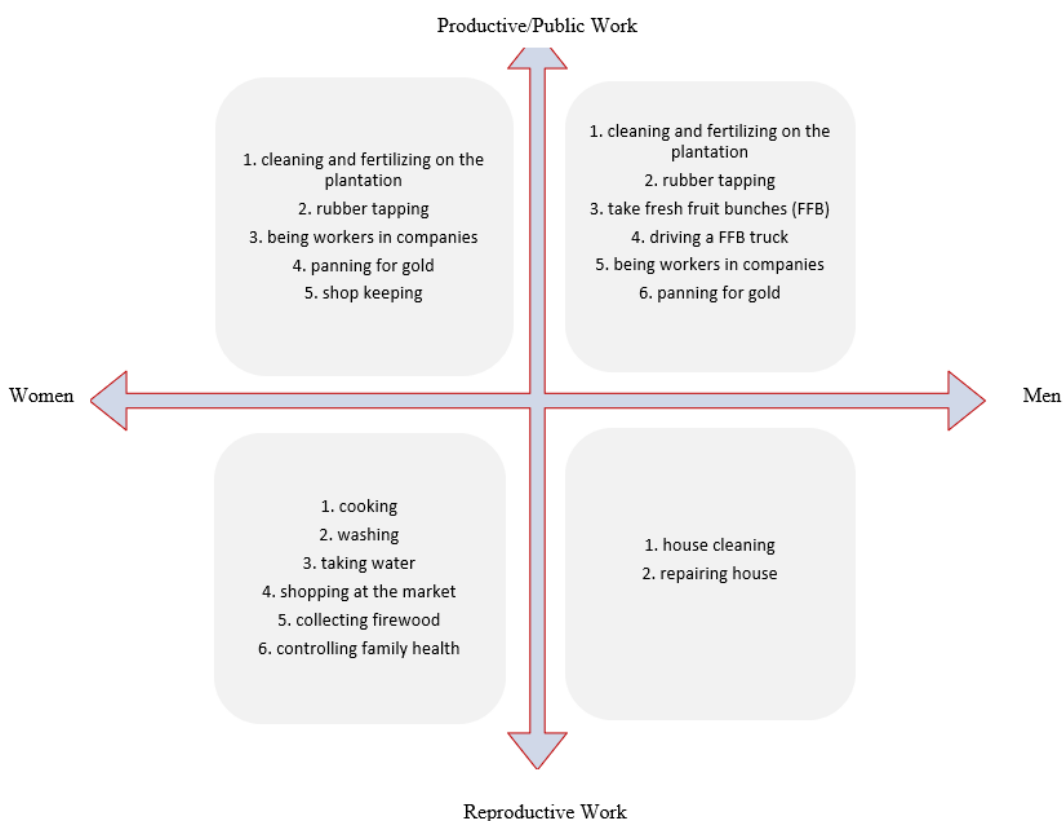 Productive/Public Work
1. cleaning and fertilizing on the
plantation
2. rubber tapping
3. being workers in companies
4. panning for gold
5. shop keeping
1. cleaning and fertilizing on the
plantation
2. rubber tapping
3. take fresh fruit bunches (FFB)
4. driving a FFB truck
5. being workers in companies
6. panning for gold
Women
Men
1. cooking
2. washing
3. taking water
4. shopping at the market
5. collecting firewood
6. controlling family health
1. house cleaning
2. repairing house
Reproductive Work